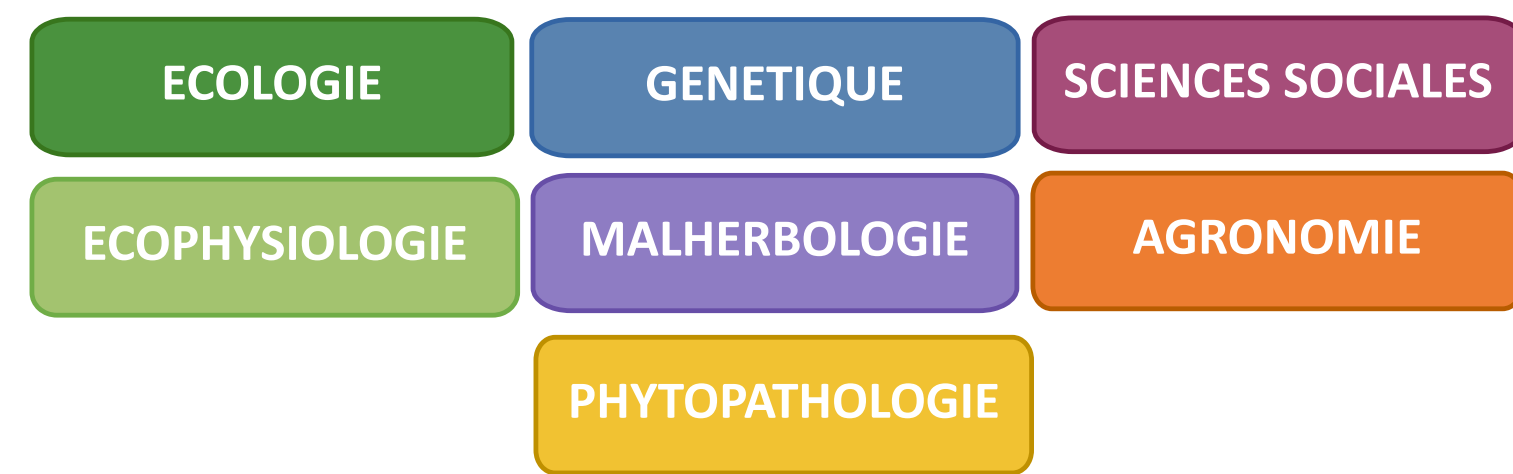 ECOLOGIE
GENETIQUE
SCIENCES SOCIALES
ECOPHYSIOLOGIE
MALHERBOLOGIE
AGRONOMIE
PHYTOPATHOLOGIE